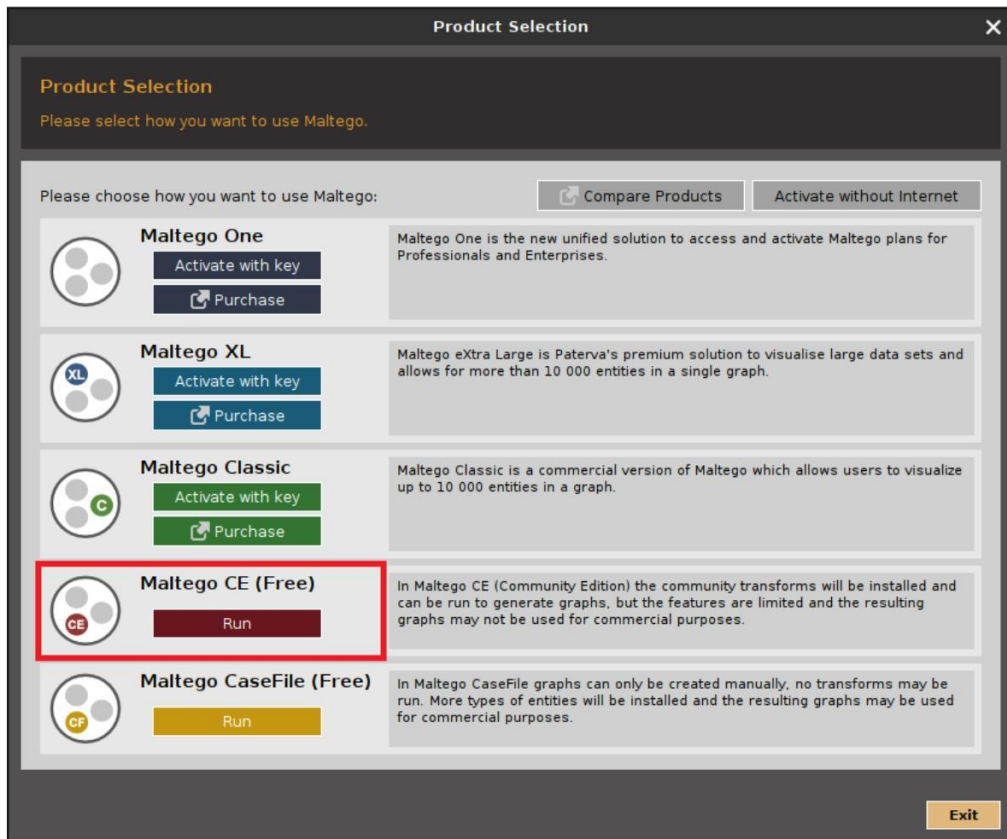 Product Selection
Product Selection
Please select how you want to use Maltego.
Please choose how you want to use Maltego:
Compare Products
Activate without Internet
Maltego One
Activate with key
Purchase
Maltego One is the new unified solution to access and activate Maltego plans for
Professionals and Enterprises.
XL
Maltego XL
Activate with key
Purchase
Maltego eXtra Large is Paterva's premium solution to visualise large data sets and
allows for more than 10 000 entities in a single graph.
C
Maltego Classic
Activate with key
Purchase
Maltego Classic is a commercial version of Maltego which allows users to visualize
up to 10 000 entities in a graph.
CE
Maltego CE (Free)
Run
In Maltego CE (Community Edition) the community transforms will be installed and
can be run to generate graphs, but the features are limited and the resulting
graphs may not be used for commercial purposes.
CF
Maltego CaseFile (Free)
Run
In Maltego CaseFile graphs can only be created manually, no transforms may be
run. More types of entities will be installed and the resulting graphs may be used
for commercial purposes.
Exit